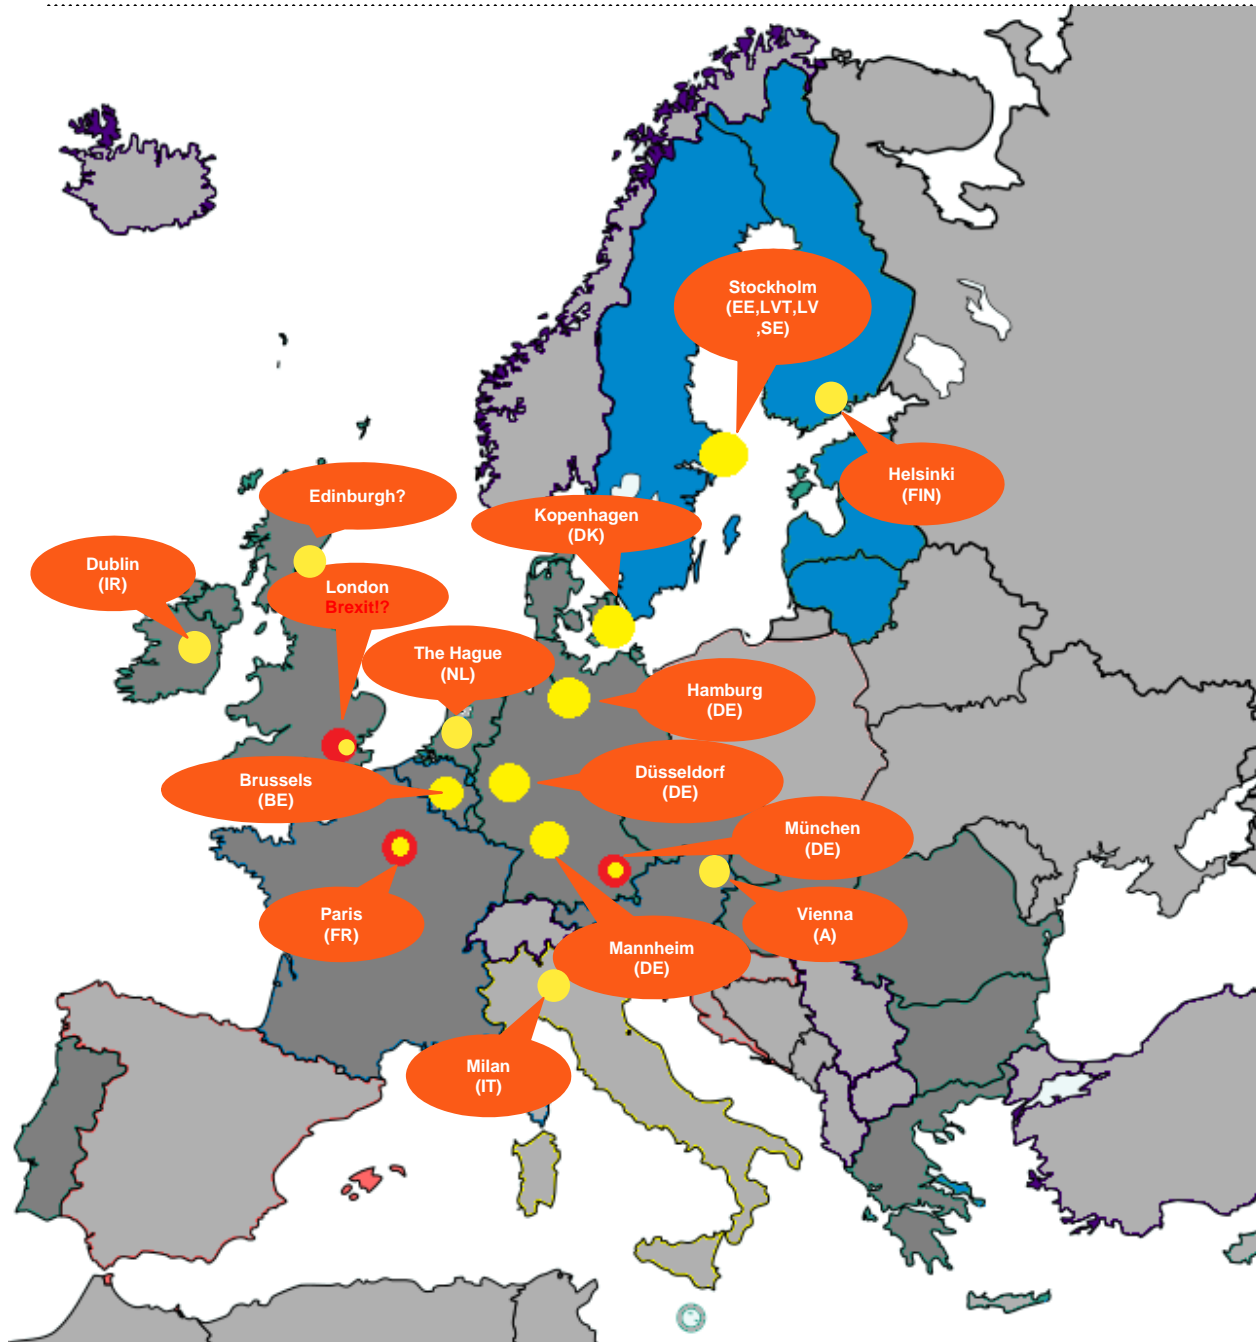 Stockholm
(EE,LVT,LV
,SE)
Helsinki
(FIN)
Edinburgh?
Kopenhagen
(DK)
Dublin
(IR)
London
Brexit!?
The Hague
(NL)
Hamburg
(DE)
Brussels
(BE)
Düsseldorf
(DE)
München
(DE)
Paris
(FR)
Vienna
(A)
Mannheim
(DE)
Milan
(IT)